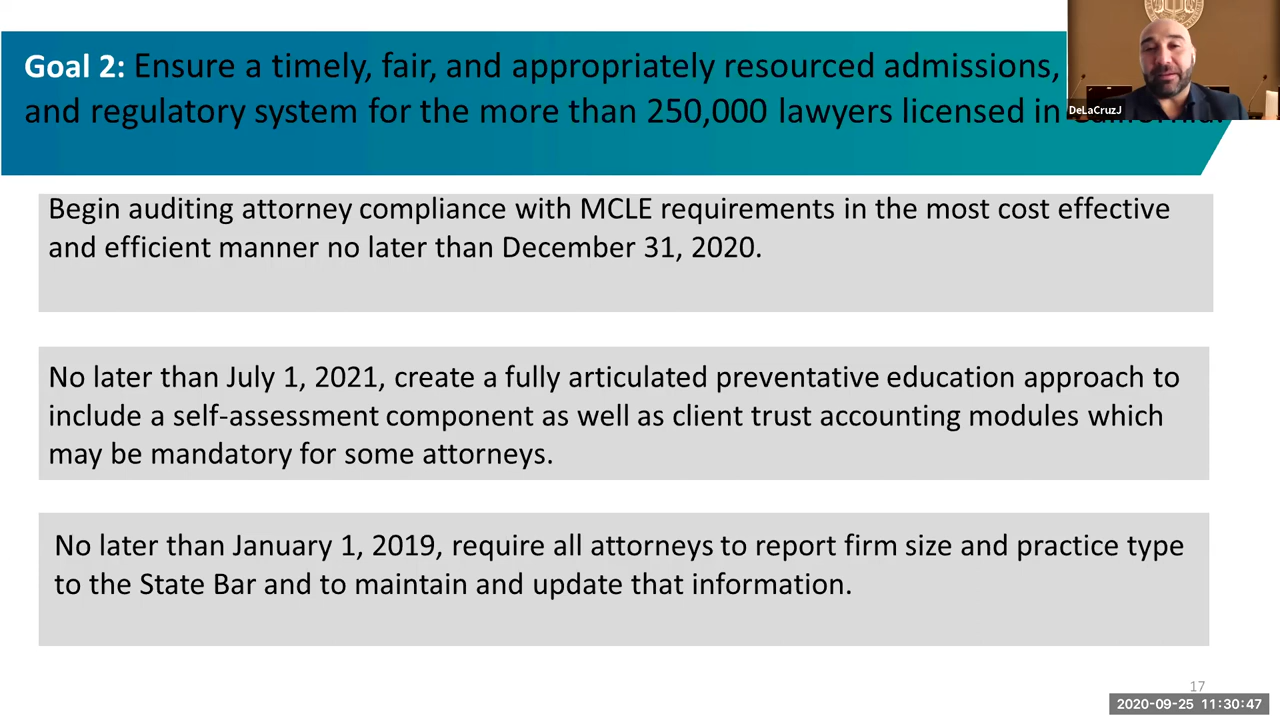 Goal 2: Ensure a timely, fair, and appropriately resourced admissions,
and regulatory system for the more than 250,000 lawyers licensed in
DeLaCruzJ
Begin auditing attorney compliance with MCLE requirements in the most cost effective
and efficient manner no later than December 31, 2020.
No later than July 1, 2021, create a fully articulated preventative education approach to
include a self-assessment component as well as client trust accounting modules which
may be mandatory for some attorneys.
No later than January 1, 2019, require all attorneys to report firm size and practice type
to the State Bar and to maintain and update that information.
17
2020-09-25 11:30:47